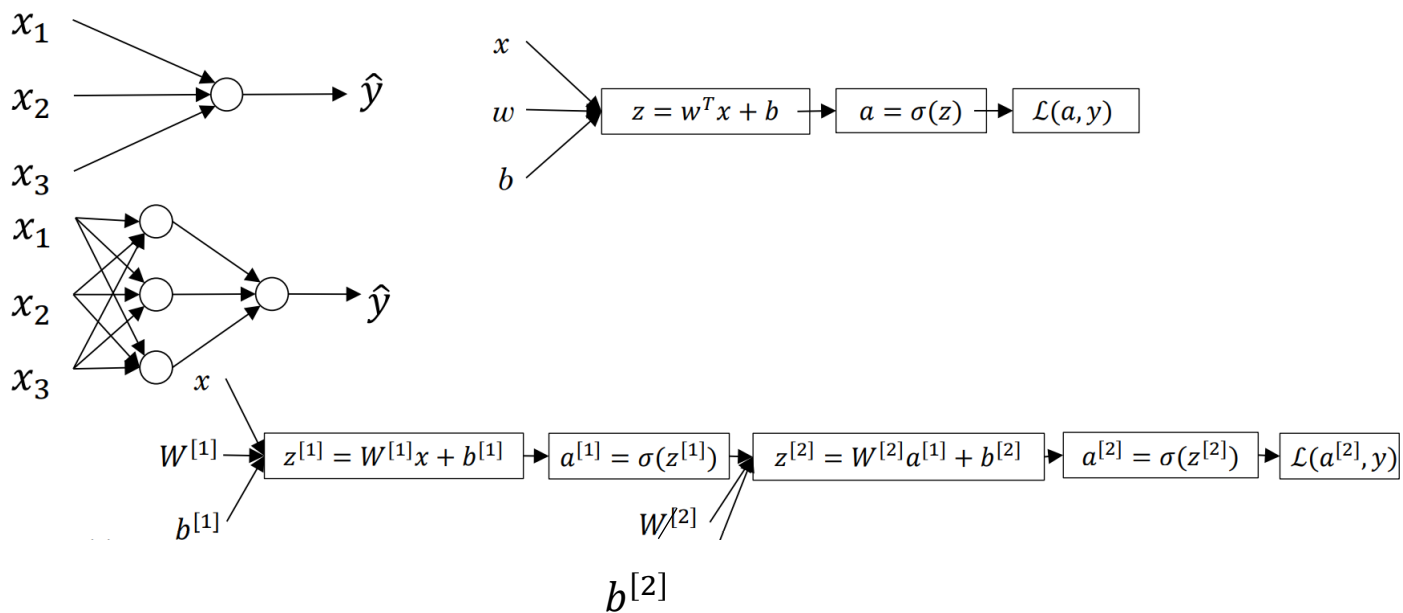 x₁
x₂
x₃
ŷ
x
w
b
z = wᵀx + b
a = σ(z)
ℒ(a, y)
x₁
x₂
x₃
ŷ
x
W^[1]
b^[1]
z^[1] = W^[1]x + b^[1]
a^[1] = σ(z^[1])
z^[2] = W^[2]a^[1] + b^[2]
a^[2] = σ(z^[2])
ℒ(a^[2], y)
W^[2]
b^[2]